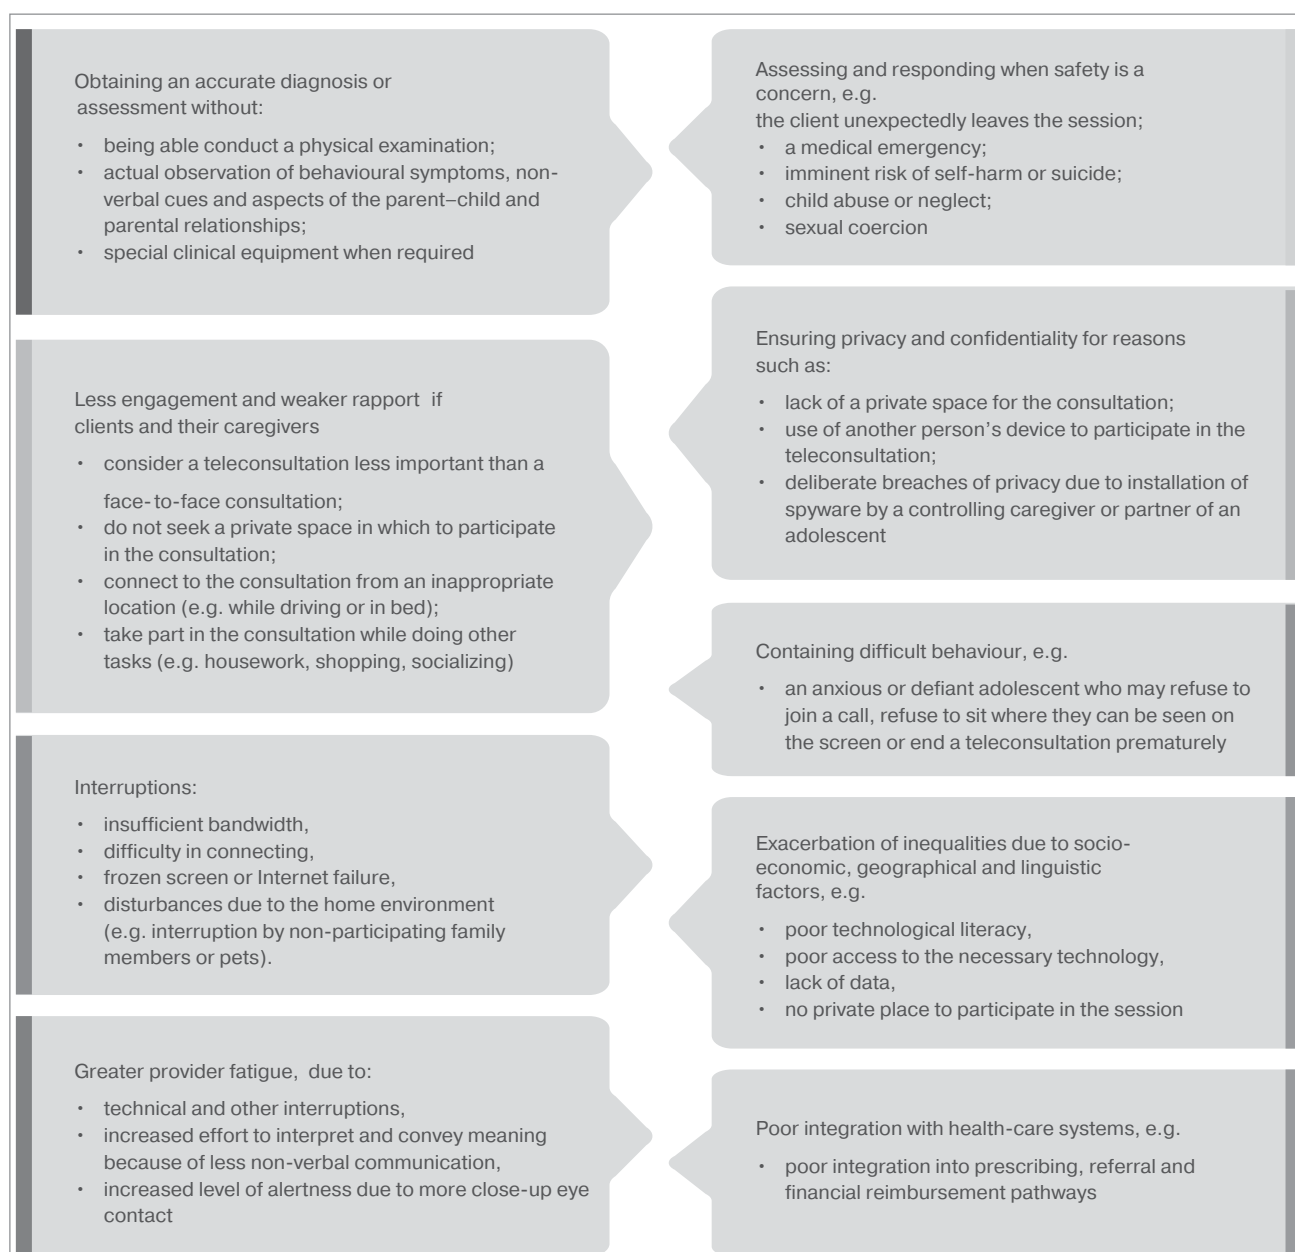 Obtaining an accurate diagnosis or
assessment without:
• being able conduct a physical examination;
• actual observation of behavioural symptoms, non-
verbal cues and aspects of the parent–child and
parental relationships;
• special clinical equipment when required
Less engagement and weaker rapport if
clients and their caregivers
• consider a teleconsultation less important than a
face-to-face consultation;
• do not seek a private space in which to participate
in the consultation;
• connect to the consultation from an inappropriate
location (e.g. while driving or in bed);
• take part in the consultation while doing other
tasks (e.g. housework, shopping, socializing)
Interruptions:
• insufficient bandwidth,
• difficulty in connecting,
• frozen screen or Internet failure,
• disturbances due to the home environment
(e.g. interruption by non-participating family
members or pets).
Greater provider fatigue, due to:
• technical and other interruptions,
• increased effort to interpret and convey meaning
because of less non-verbal communication,
• increased level of alertness due to more close-up eye
contact
Assessing and responding when safety is a
concern, e.g.
the client unexpectedly leaves the session;
• a medical emergency;
• imminent risk of self-harm or suicide;
• child abuse or neglect;
• sexual coercion
Ensuring privacy and confidentiality for reasons
such as:
• lack of a private space for the consultation;
• use of another person's device to participate in the
teleconsultation;
• deliberate breaches of privacy due to installation of
spyware by a controlling caregiver or partner of an
adolescent
Containing difficult behaviour, e.g.
• an anxious or defiant adolescent who may refuse to
join a call, refuse to sit where they can be seen on
the screen or end a teleconsultation prematurely
Exacerbation of inequalities due to socio-
economic, geographical and linguistic
factors, e.g.
• poor technological literacy,
• poor access to the necessary technology,
• lack of data,
• no private place to participate in the session
Poor integration with health-care systems, e.g.
• poor integration into prescribing, referral and
financial reimbursement pathways